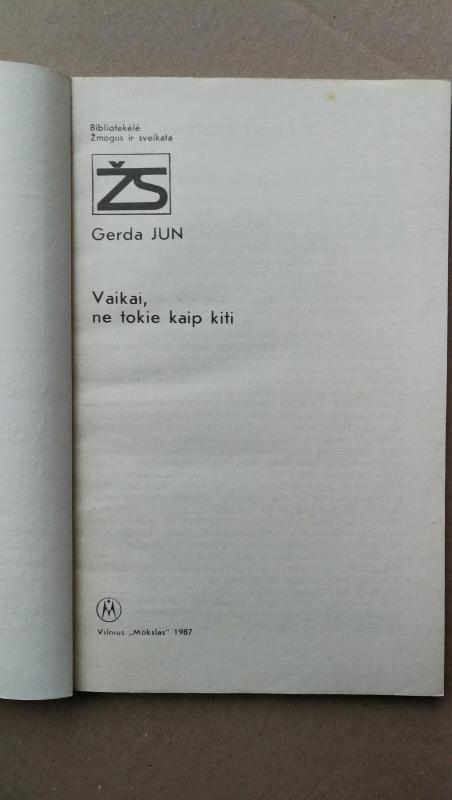 Bibliotekėlė
Žmogus ir sveikata
ŽS
Gerda JUN
Vaikai,
ne tokie kaip kiti
M
Vilnius „Mokslas" 1987